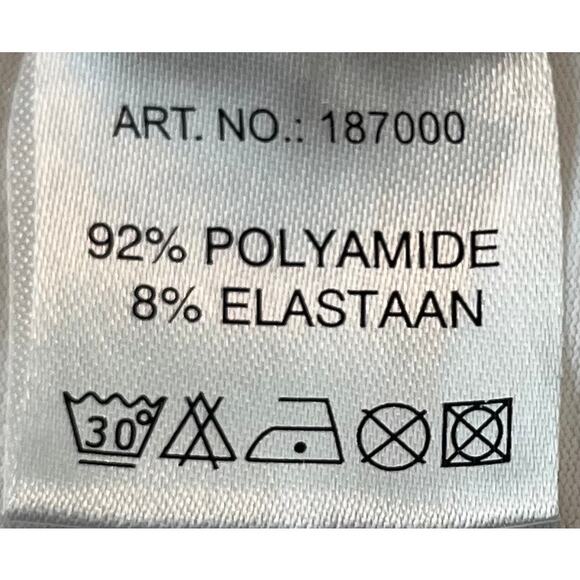 ART. NO.: 187000
92% POLYAMIDE
8% ELASTAAN
30°